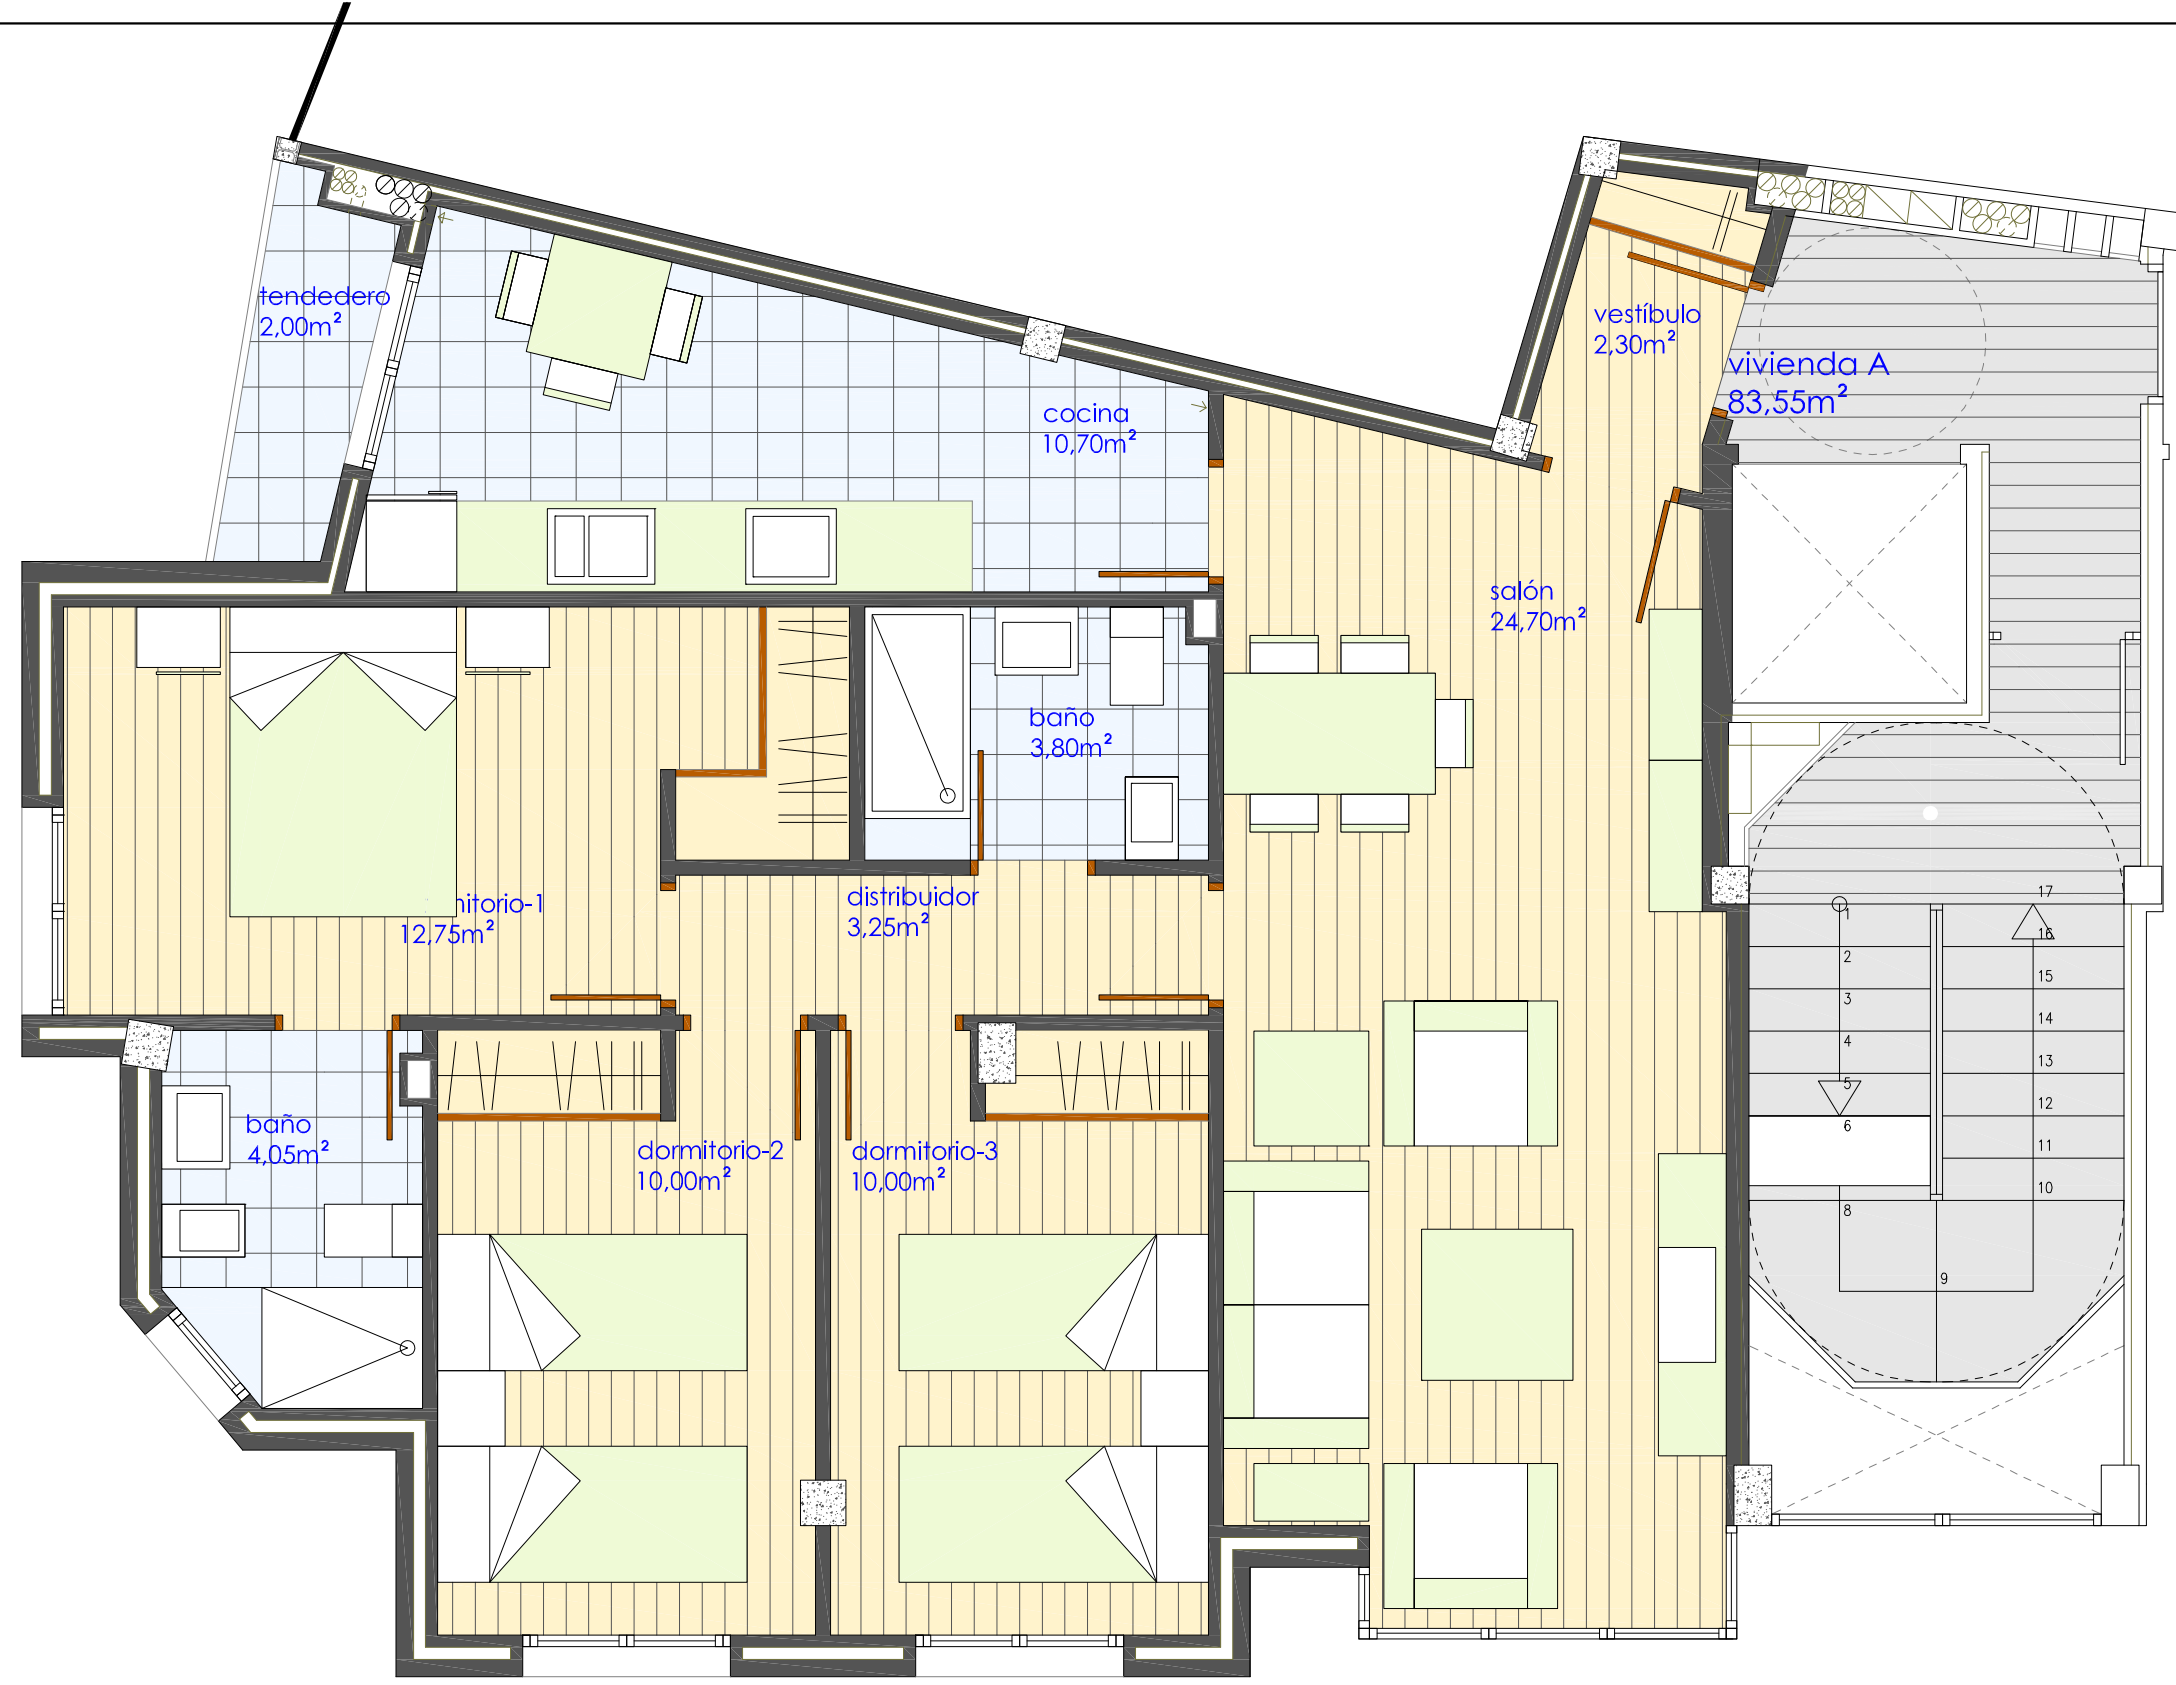 tendedero
2,00m²
cocina
10,70m²
vestíbulo
2,30m²
vivienda A
83,55m²
salón
24,70m²
baño
3,80m²
itorio-1
12,75m²
distribuidor
3,25m²
baño
4,05m²
dormitorio-2
10,00m²
dormitorio-3
10,00m²
1
2
3
4
5
6
8
9
10
11
12
13
14
15
16
17